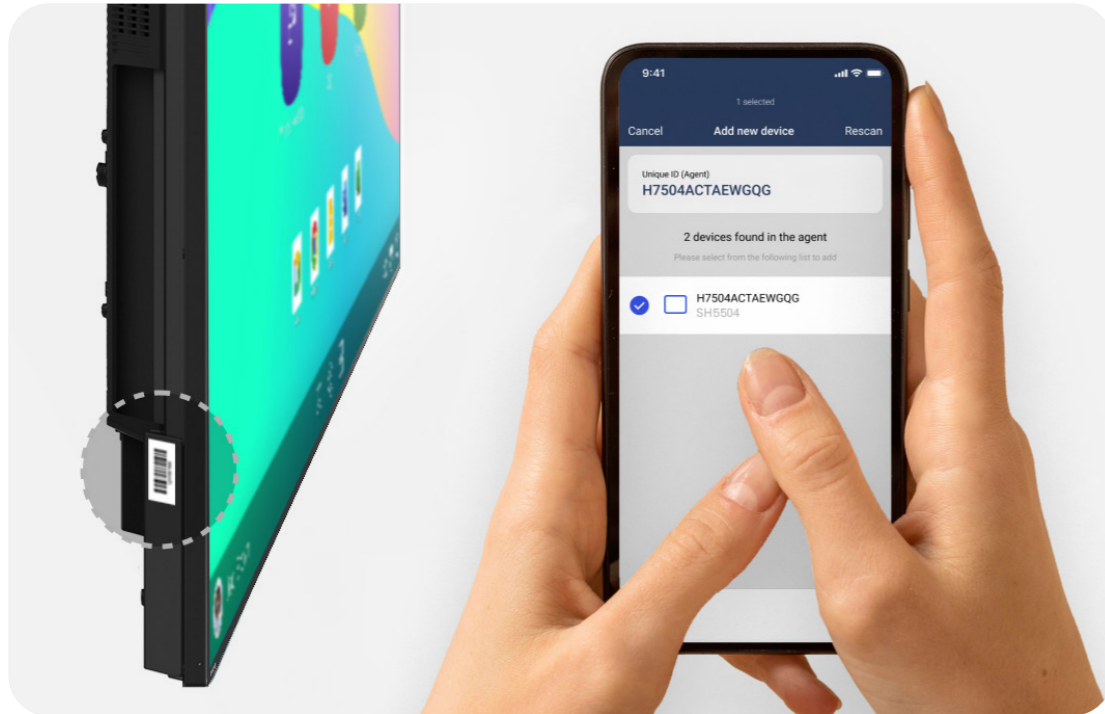 9:41
1 selected
Cancel Add new device Rescan
Unique ID (Agent)
H7504ACTAEWGQG
2 devices found in the agent
Please select from the following list to add
H7504ACTAEWGQG
SH5504